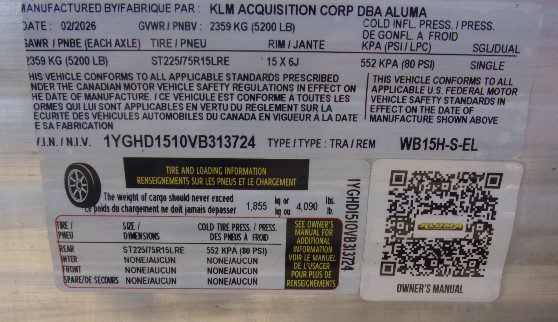 MANUFACTURED BY/FABRIQUE PAR: KLM ACQUISITION CORP DBA ALUMA
DATE: 02/2026 GVWR / PNBV: 2359 KG (5200 LB) COLD INFL. PRESS. / PRESS. DE GONFL. A FROID
GAWR / PNBE (EACH AXLE) TIRE / PNEU RIM / JANTE KPA (PSI / LPC) SGL/DUAL
2359 KG (5200 LB) ST225/75R15LRE 15 X 6J 552 KPA (80 PSI) SINGLE
THIS VEHICLE CONFORMS TO ALL APPLICABLE STANDARDS PRESCRIBED
UNDER THE CANADIAN MOTOR VEHICLE SAFETY REGULATIONS IN EFFECT ON
THE DATE OF MANUFACTURE. / CE VEHICULE EST CONFORME À TOUTES LES
NORMES QUI LUI SONT APPLICABLES EN VERTU DU RÈGLEMENT SUR LA
SECURITE DES VÉHICULES AUTOMOBILES DU CANADA EN VIGUEUR A LA DATE
DE SA FABRICATION
THIS VEHICLE CONFORMS TO ALL
APPLICABLE U.S. FEDERAL MOTOR
VEHICLE SAFETY STANDARDS IN
EFFECT ON THE DATE OF
MANUFACTURE SHOWN ABOVE
V.I.N. / N.I.V. 1YGHD1510VB313724 TYPE / TYPE: TRA / REM WB15H-S-EL
TIRE AND LOADING INFORMATION
RENSEIGNEMENTS SUR LES PNEUS ET LE CHARGEMENT
The weight of cargo should never exceed
Le poids du chargement ne doit jamais depasser 1,855 kg or kg ou 4,090 lbs. lb.
TIRE / PNEU SIZE / DIMENSIONS COLD TIRE PRESS. / PRESS. DES PNEUS À FROID
REAR ST225/75R15LRE 552 KPA (80 PSI)
INTER NONE/AUCUN NONE/AUCUN
FRONT NONE/AUCUN NONE/AUCUN
SPARE/DE SECOURS NONE/AUCUN NONE/AUCUN
SEE OWNER'S
MANUAL FOR
ADDITIONAL
INFORMATION
VOIR LE MANUEL
DE L'USAGER
POUR PLUS DE
RENSEIGNEMENTS
1YGHD1510VB313724
OWNER'S MANUAL